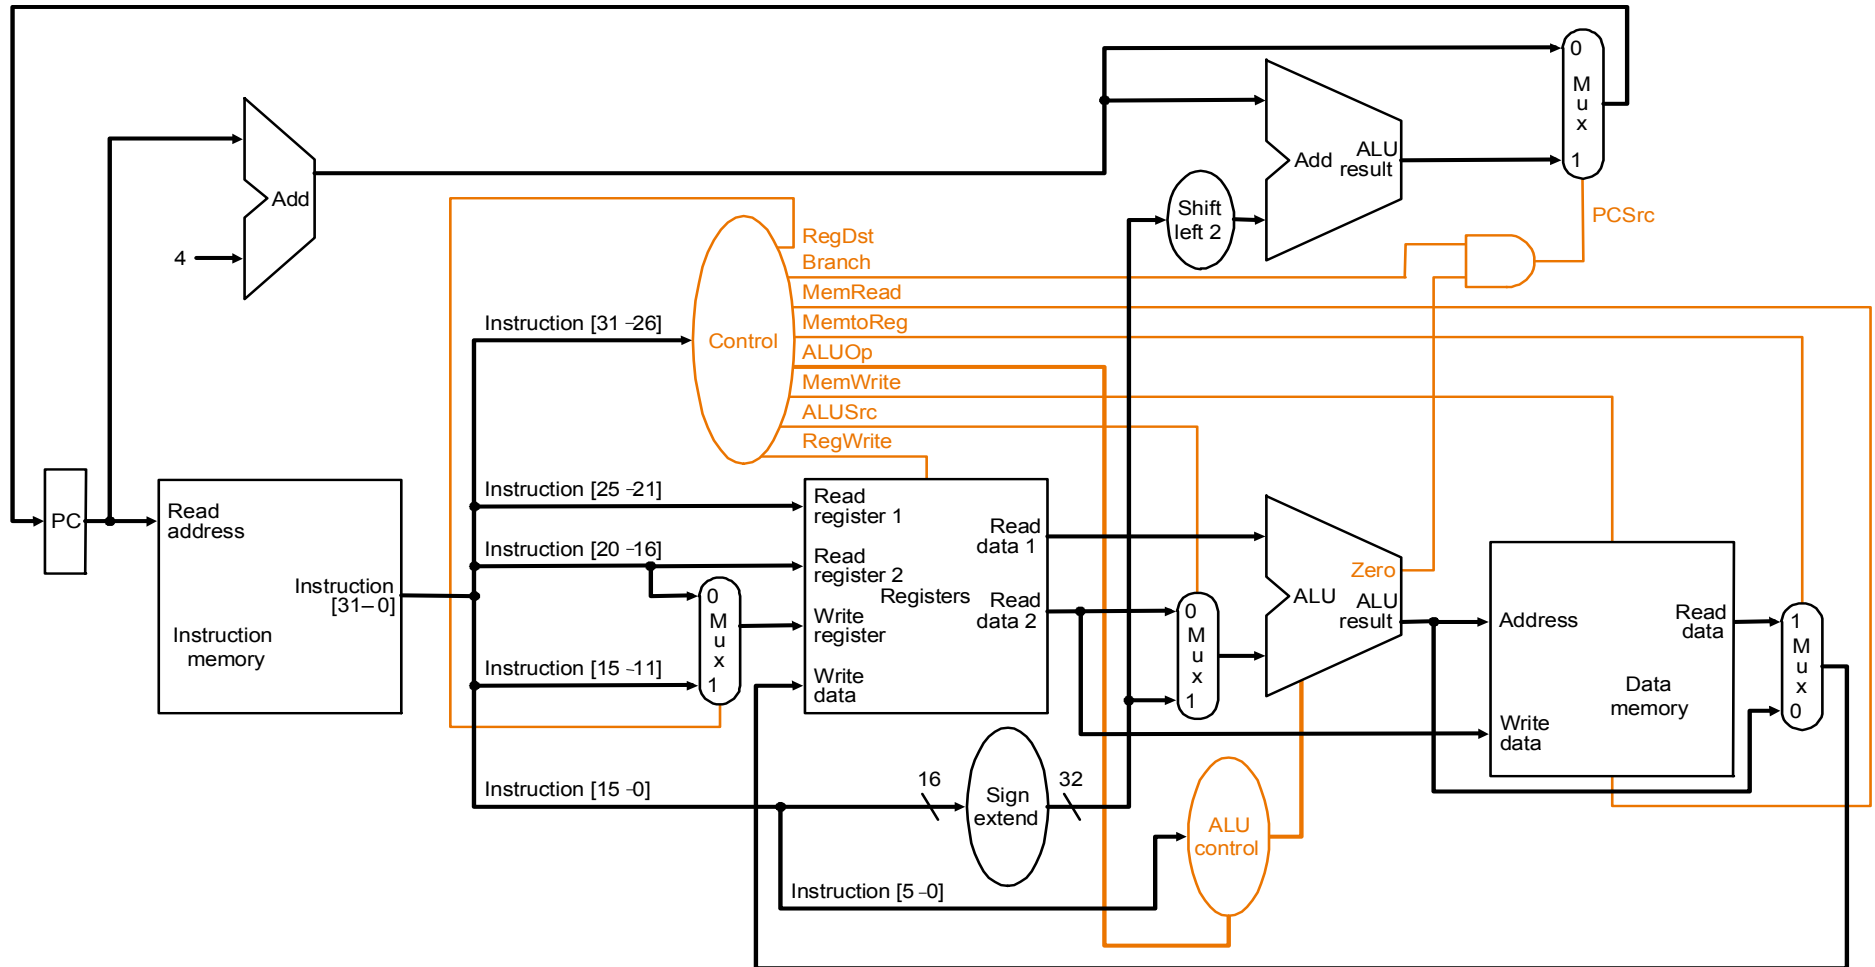 0
M
u
x
1
ALU
result
Add
Add
4
Shift
left 2
PCSrc
RegDst
Branch
MemRead
MemtoReg
ALUOp
MemWrite
ALUSrc
RegWrite
Control
Instruction [31–26]
Instruction [25–21]
Instruction [20–16]
Instruction [15–11]
Instruction [15–0]
Instruction [5–0]
PC
Read
address
Instruction
[31–0]
Instruction
memory
0
M
u
x
1
Read
register 1
Read
register 2
Write
register
Write
data
Registers
Read
data 1
Read
data 2
0
M
u
x
1
Zero
ALU
ALU
result
Address
Write
data
Read
data
Data
memory
1
M
u
x
0
16
Sign
extend
32
ALU
control